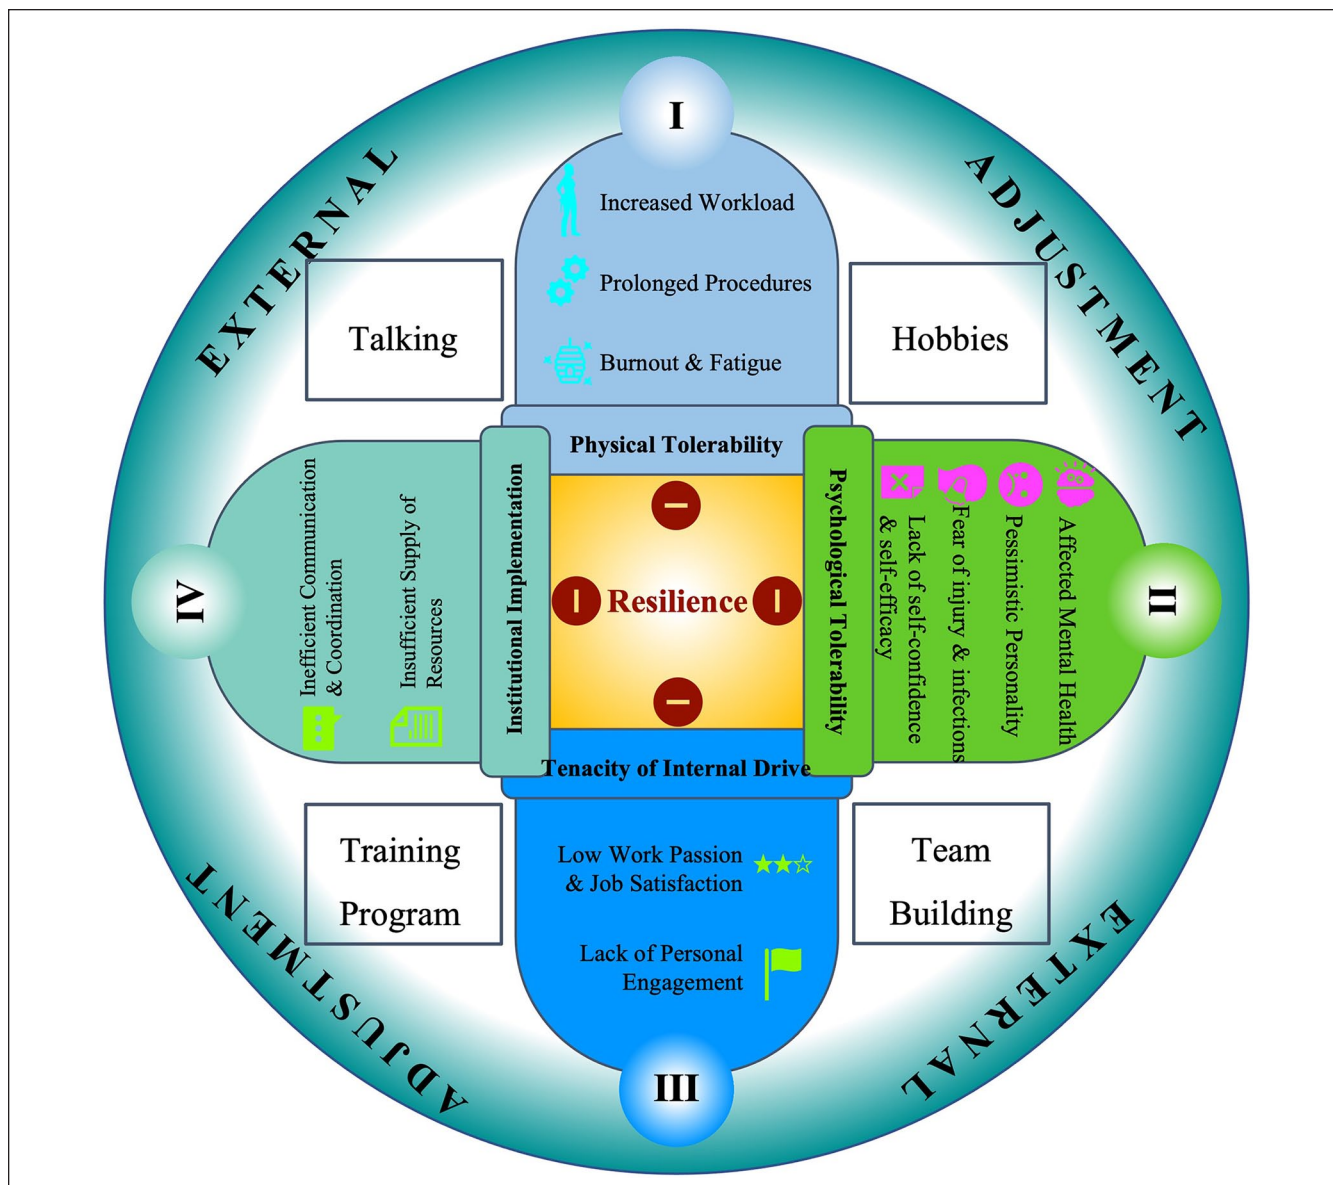 EXTERNAL
ADJUSTMENT
I
Increased Workload
Prolonged Procedures
Burnout & Fatigue
Physical Tolerability
Talking
Hobbies
II
Affected Mental Health
Pessimistic Personality
Fear of injury & infections
Lack of self-confidence
& self-efficacy
Psychological Tolerability
Resilience
IV
Inefficient Communication
& Coordination
Insufficient Supply of
Resources
Institutional Implementation
Tenacity of Internal Drive
Low Work Passion
& Job Satisfaction
Lack of Personal
Engagement
III
Training
Program
Team
Building
EXTERNAL
ADJUSTMENT